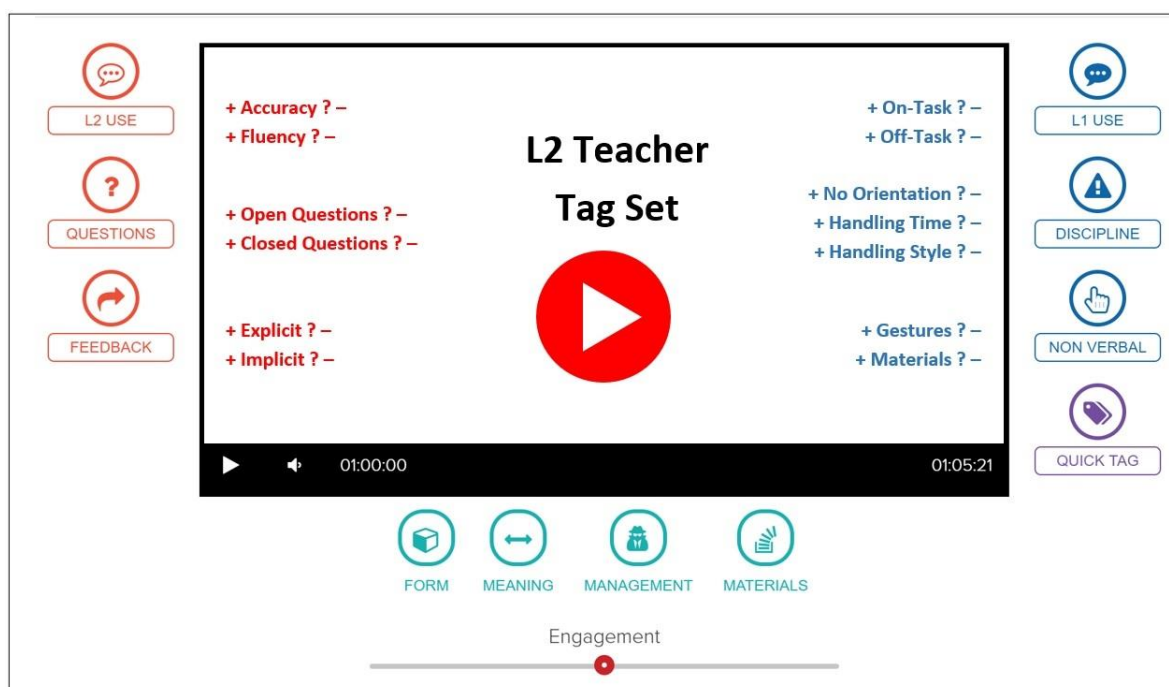 L2 USE
QUESTIONS
FEEDBACK
+ Accuracy ? –
+ Fluency ? –
+ Open Questions ? –
+ Closed Questions ? –
+ Explicit ? –
+ Implicit ? –
L2 Teacher
Tag Set
+ On-Task ? –
+ Off-Task ? –
+ No Orientation ? –
+ Handling Time ? –
+ Handling Style ? –
+ Gestures ? –
+ Materials ? –
L1 USE
DISCIPLINE
NON VERBAL
QUICK TAG
01:00:00
01:05:21
FORM
MEANING
MANAGEMENT
MATERIALS
Engagement